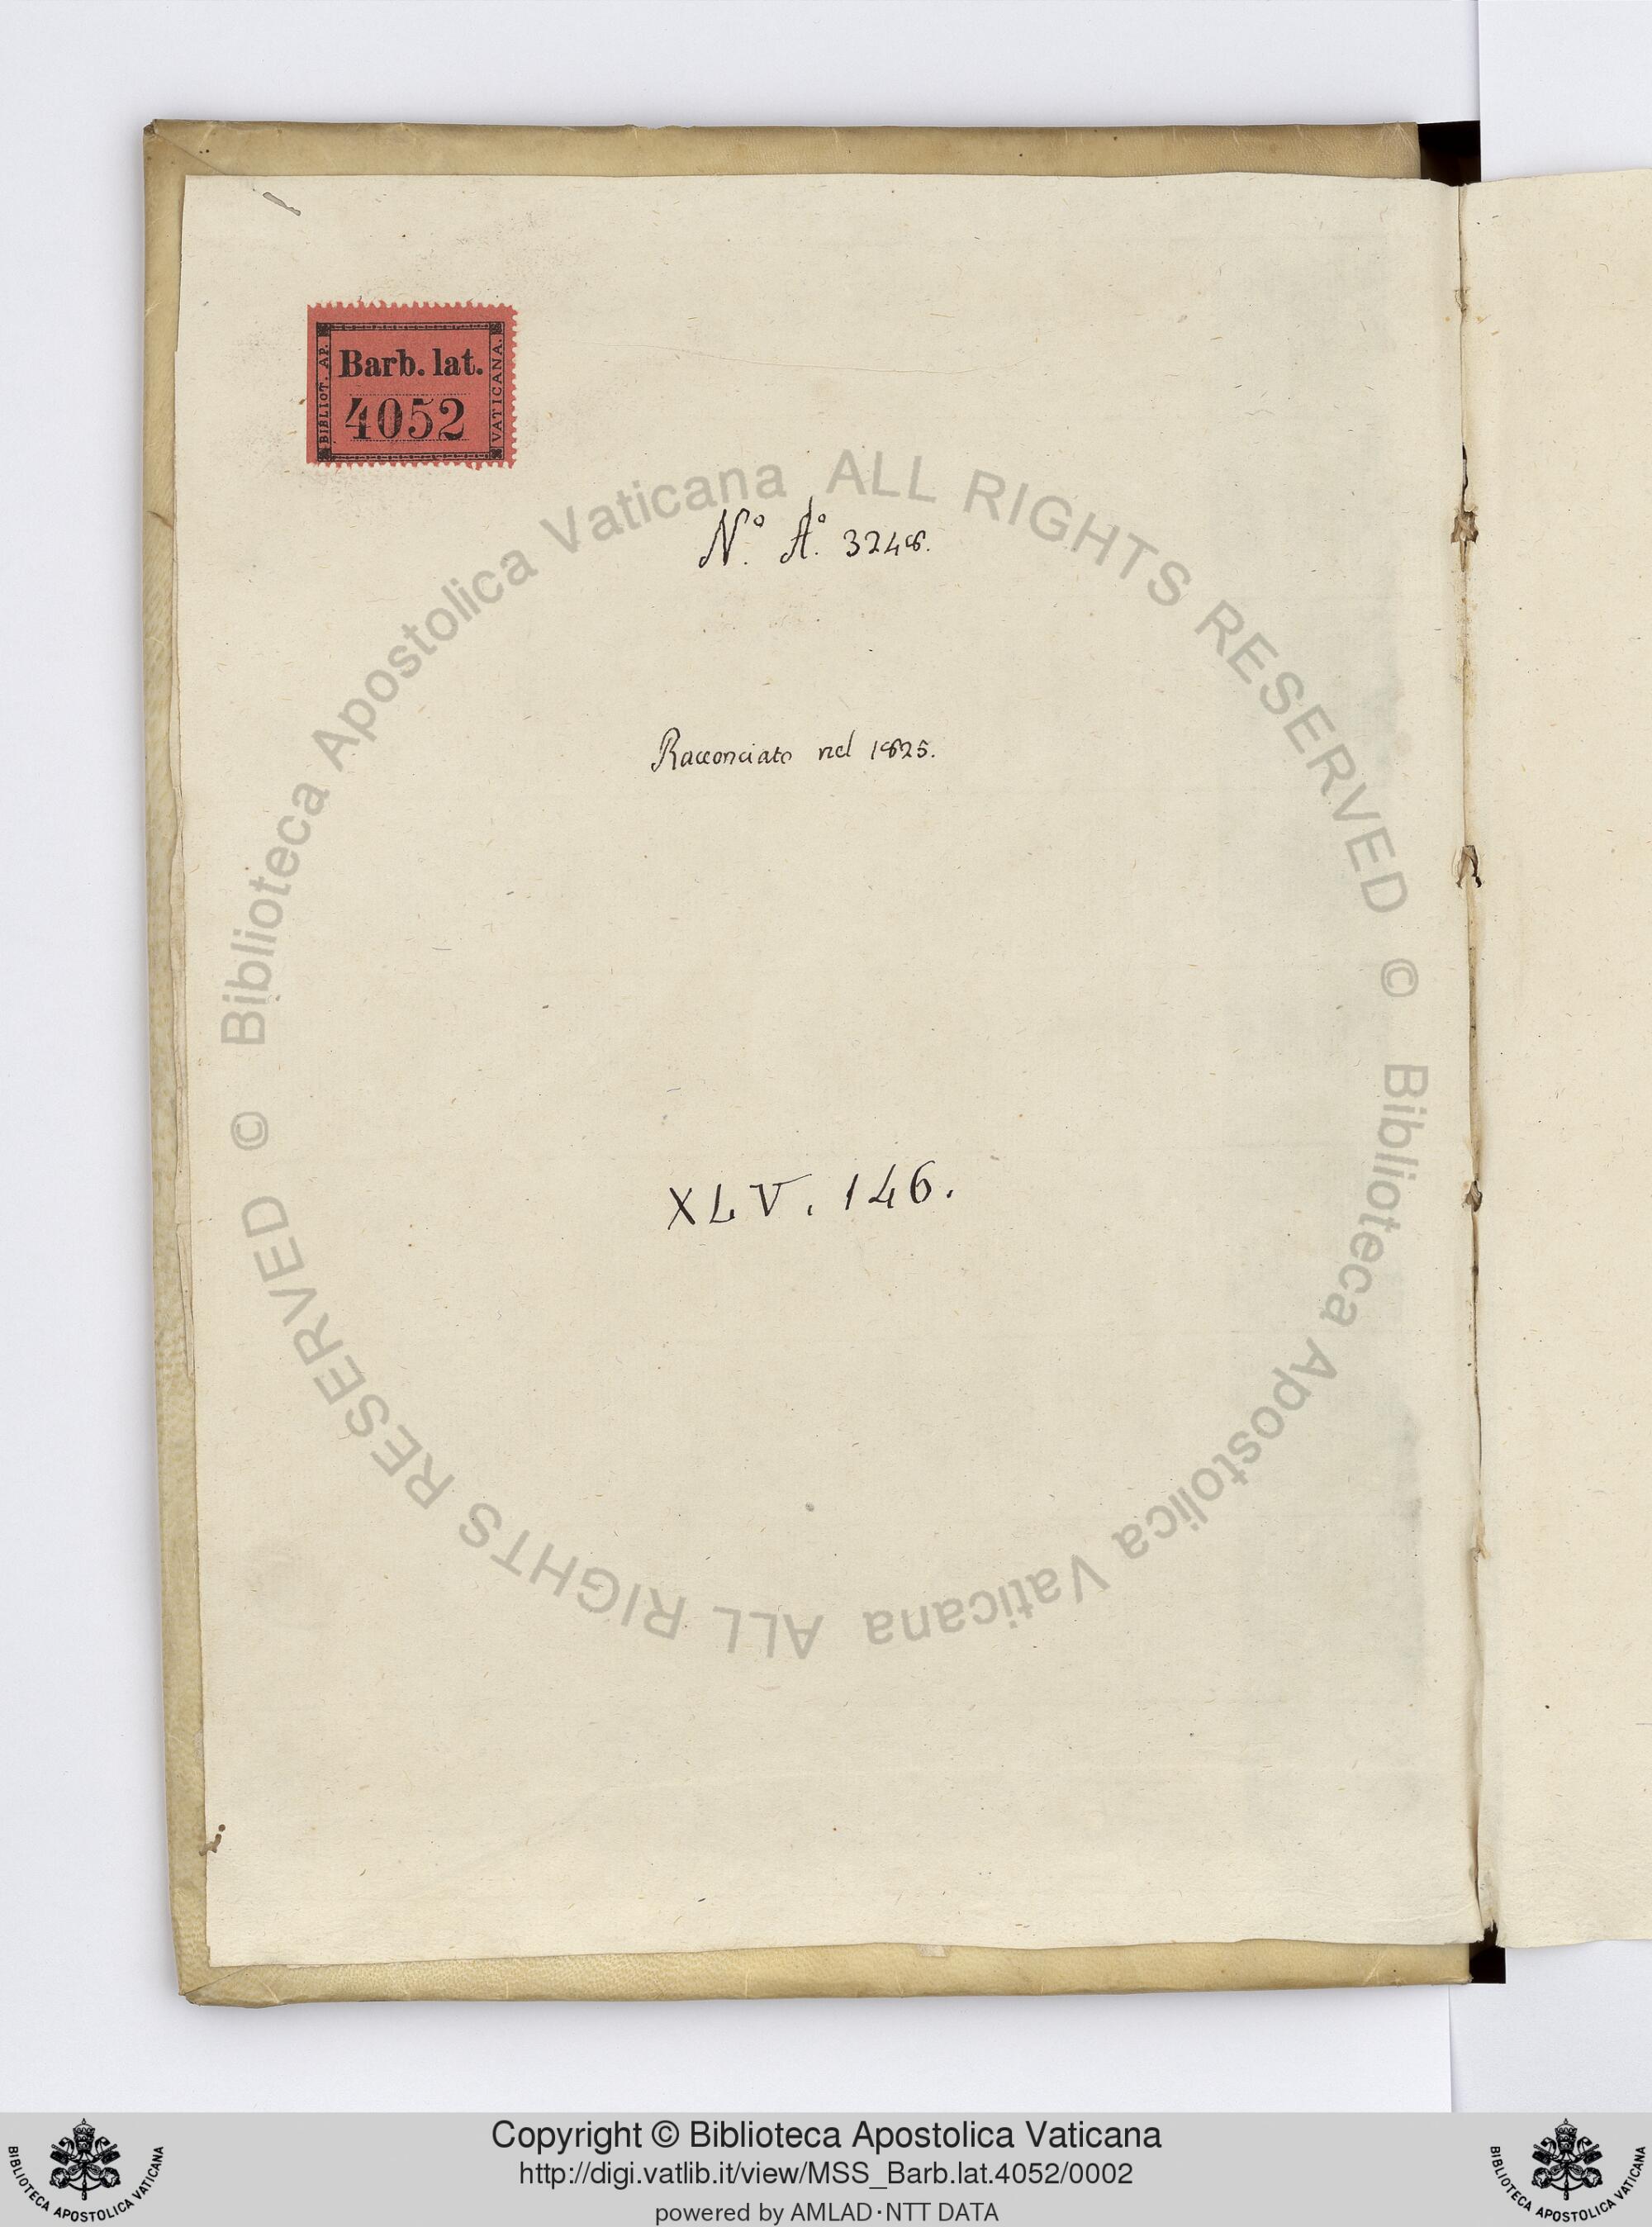 BIBLIOT. AP.
Barb. lat.
4052
VATICANA.
N.º A.º 3248.
Racconciato nel 1825.
XLV. 146.
© Biblioteca Apostolica Vaticana ALL RIGHTS RESERVED
© Biblioteca Apostolica Vaticana ALL RIGHTS RESERVED
Copyright © Biblioteca Apostolica Vaticana
http://digi.vatlib.it/view/MSS_Barb.lat.4052/0002
powered by AMLAD·NTT DATA
BIBLIOTECA APOSTOLICA VATICANA
BIBLIOTECA APOSTOLICA VATICANA